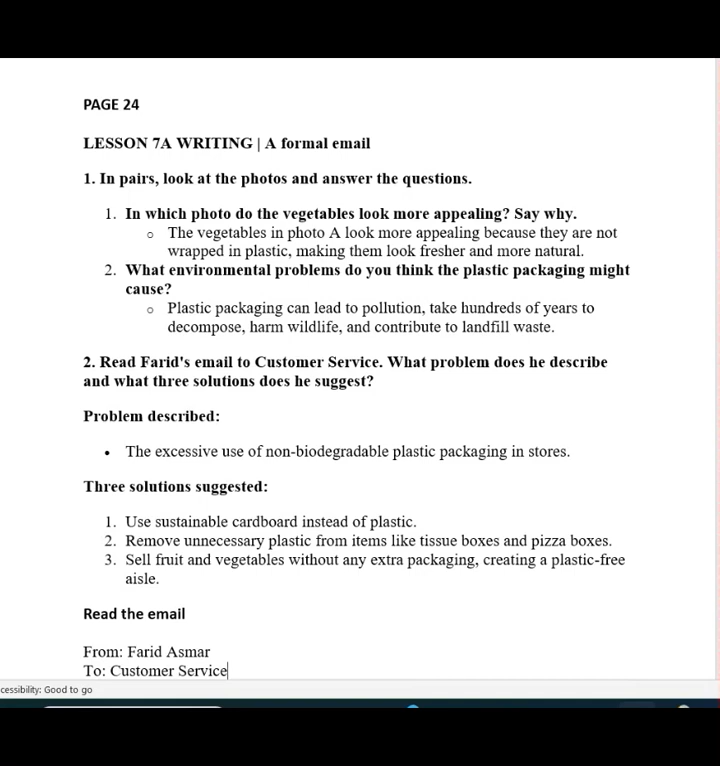 PAGE 24
LESSON 7A WRITING | A formal email
1. In pairs, look at the photos and answer the questions.
1. In which photo do the vegetables look more appealing? Say why.
o The vegetables in photo A look more appealing because they are not
wrapped in plastic, making them look fresher and more natural.
2. What environmental problems do you think the plastic packaging might
cause?
o Plastic packaging can lead to pollution, take hundreds of years to
decompose, harm wildlife, and contribute to landfill waste.
2. Read Farid's email to Customer Service. What problem does he describe
and what three solutions does he suggest?
Problem described:
• The excessive use of non-biodegradable plastic packaging in stores.
Three solutions suggested:
1. Use sustainable cardboard instead of plastic.
2. Remove unnecessary plastic from items like tissue boxes and pizza boxes.
3. Sell fruit and vegetables without any extra packaging, creating a plastic-free
aisle.
Read the email
From: Farid Asmar
To: Customer Service
cessibility: Good to go